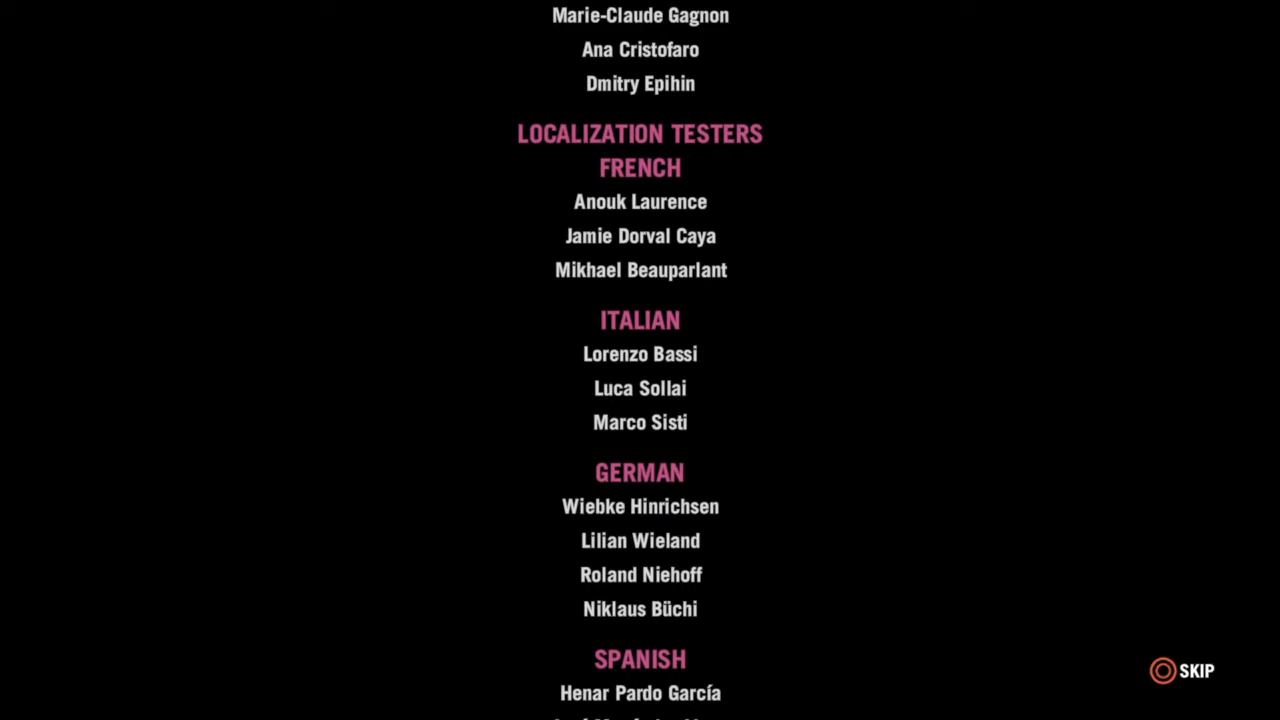 Marie-Claude Gagnon
Ana Cristofaro
Dmitry Epihin
LOCALIZATION TESTERS
FRENCH
Anouk Laurence
Jamie Dorval Caya
Mikhael Beauparlant
ITALIAN
Lorenzo Bassi
Luca Sollai
Marco Sisti
GERMAN
Wiebke Hinrichsen
Lilian Wieland
Roland Niehoff
Niklaus Büchi
SPANISH
Henar Pardo García
SKIP